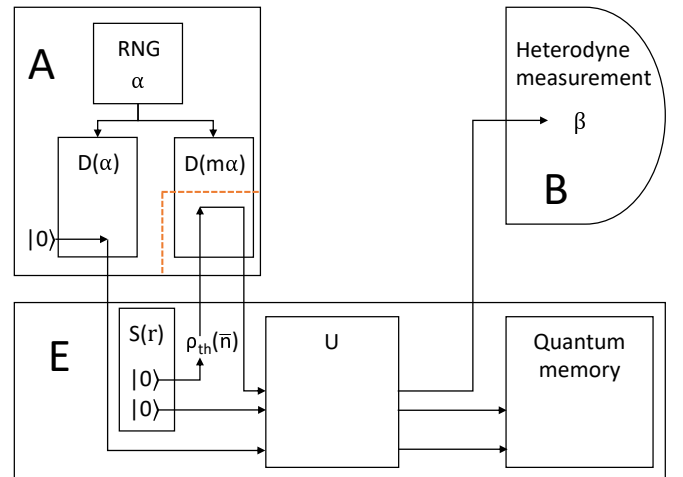 A
RNG
α
D(α)
D(mα)
|0⟩
Heterodyne
measurement
β
B
E
S(r)
ρth(n̅)
|0⟩
|0⟩
U
Quantum
memory